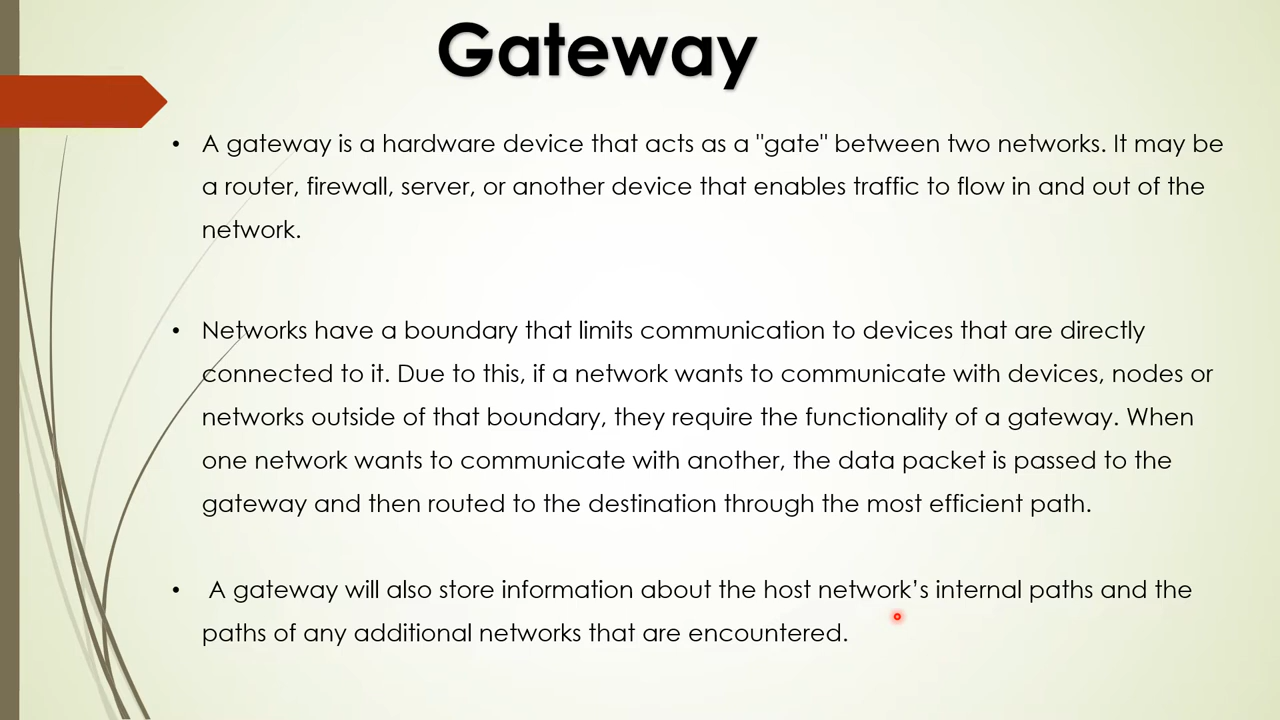 Gateway
• A gateway is a hardware device that acts as a "gate" between two networks. It may be
a router, firewall, server, or another device that enables traffic to flow in and out of the
network.
• Networks have a boundary that limits communication to devices that are directly
connected to it. Due to this, if a network wants to communicate with devices, nodes or
networks outside of that boundary, they require the functionality of a gateway. When
one network wants to communicate with another, the data packet is passed to the
gateway and then routed to the destination through the most efficient path.
• A gateway will also store information about the host network’s internal paths and the
paths of any additional networks that are encountered.